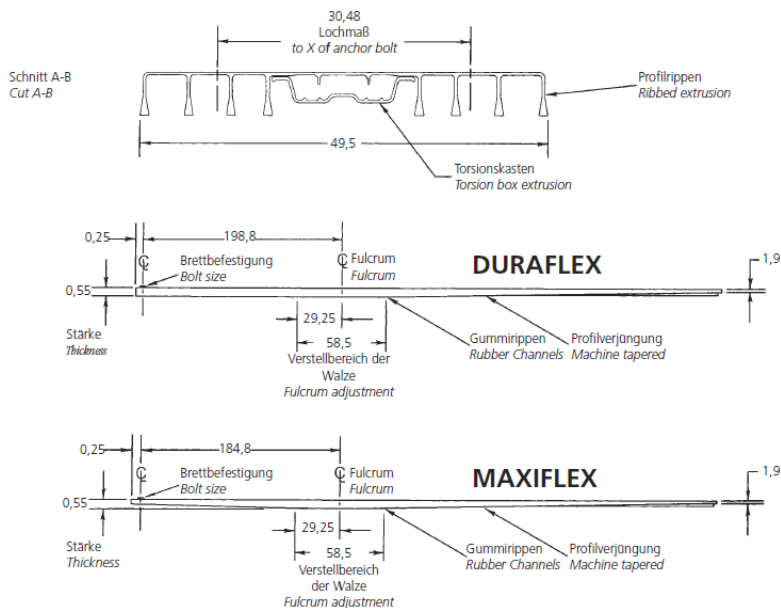 30,48
Lochmaß
to X of anchor bolt
Schnitt A-B
Cut A-B
Profilrippen
Ribbed extrusion
49,5
Torsionskasten
Torsion box extrusion
0,25
198,8
Brettbefestigung
Bolt size
Fulcrum
Fulcrum
DURAFLEX
1,9
0,55
Stärke
Thickness
29,25
58,5
Verstellbereich der
Walze
Fulcrum adjustment
Gummirippen
Rubber Channels
Profilverjüngung
Machine tapered
0,25
184,8
Brettbefestigung
Bolt size
Fulcrum
Fulcrum
MAXIFLEX
1,9
0,55
Stärke
Thickness
29,25
58,5
Verstellbereich
der Walze
Fulcrum adjustment
Gummirippen
Rubber Channels
Profilverjüngung
Machine tapered